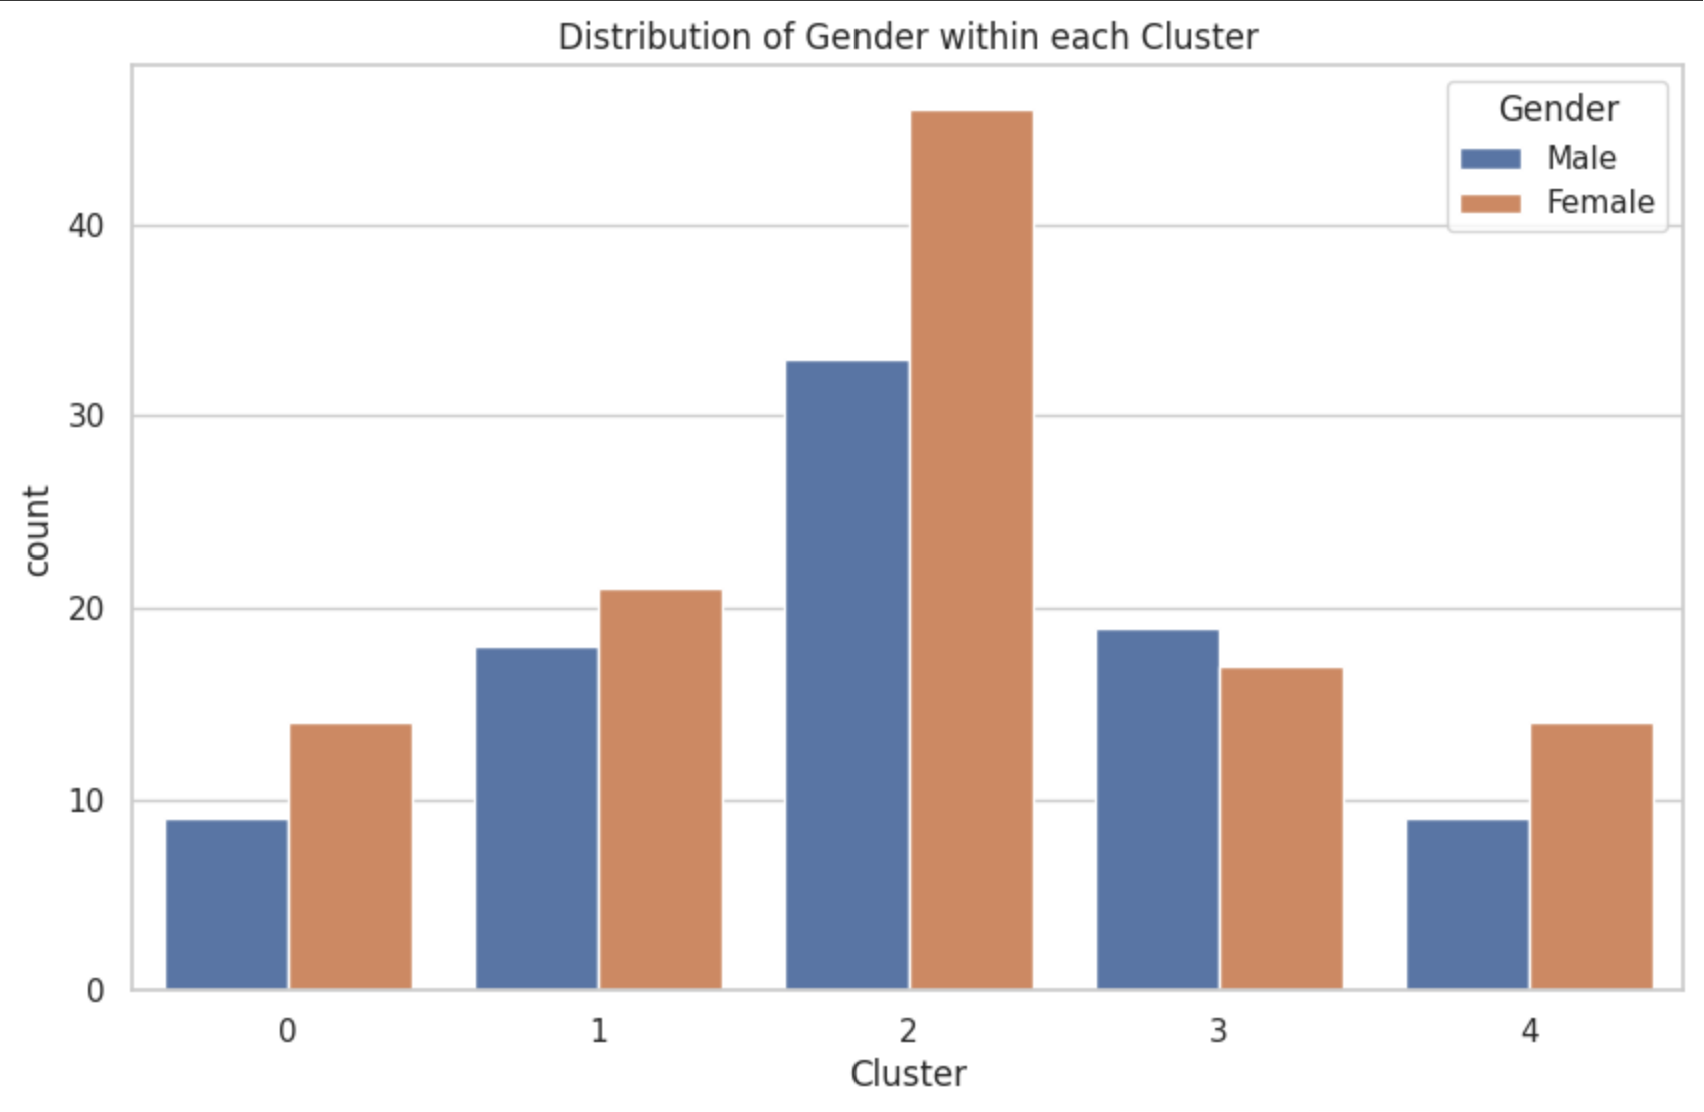 Distribution of Gender within each Cluster
Gender
Male
Female
40
30
20
10
0
count
0 1 2 3 4
Cluster